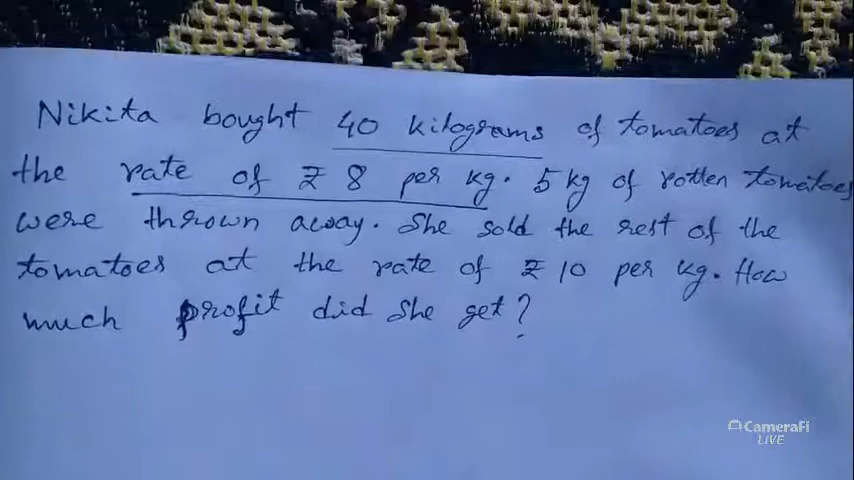 Nikita bought 40 kilograms of tomatoes at
the rate of ₹ 8 per kg. 5 kg of rotten tomatoes
were thrown away. She sold the rest of the
tomatoes at the rate of ₹ 10 per kg. How
much profit did she get?
CameraFi
LIVE